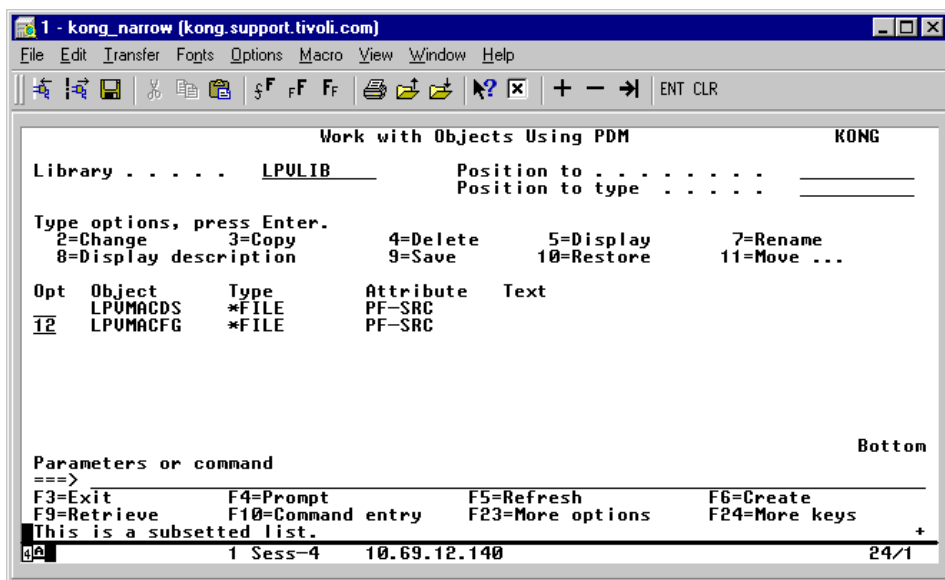 1 - kong_narrow (kong.support.tivoli.com)
File Edit Transfer Fonts Options Macro View Window Help
ENT CLR
Work with Objects Using PDM KONG
Library . . . . . LPVLIB Position to . . . . . . . .
Position to type . . . . .
Type options, press Enter.
2=Change 3=Copy 4=Delete 5=Display 7=Rename
8=Display description 9=Save 10=Restore 11=Move ...
Opt Object Type Attribute Text
LPVMACDS *FILE PF-SRC
12 LPVMACFG *FILE PF-SRC
Bottom
Parameters or command
===>
F3=Exit F4=Prompt F5=Refresh F6=Create
F9=Retrieve F10=Command entry F23=More options F24=More keys
This is a subsetted list. +
4A 1 Sess-4 10.69.12.140 24/1